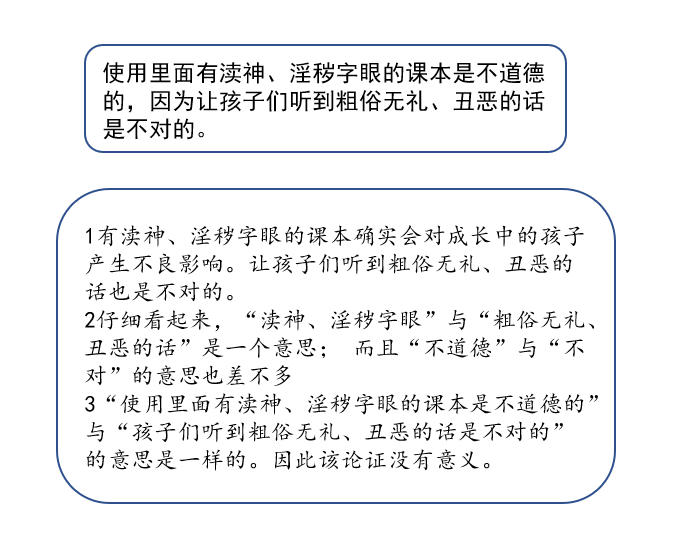 使用里面有渎神、淫秽字眼的课本是不道德
的，因为让孩子们听到粗俗无礼、丑恶的话
是不对的。
1有渎神、淫秽字眼的课本确实会对成长中的孩子
产生不良影响。让孩子们听到粗俗无礼、丑恶的
话也是不对的。
2仔细看起来，“渎神、淫秽字眼”与“粗俗无礼、
丑恶的话”是一个意思； 而且“不道德”与“不
对”的意思也差不多
3“使用里面有渎神、淫秽字眼的课本是不道德的”
与“孩子们听到粗俗无礼、丑恶的话是不对的”
的意思是一样的。因此该论证没有意义。